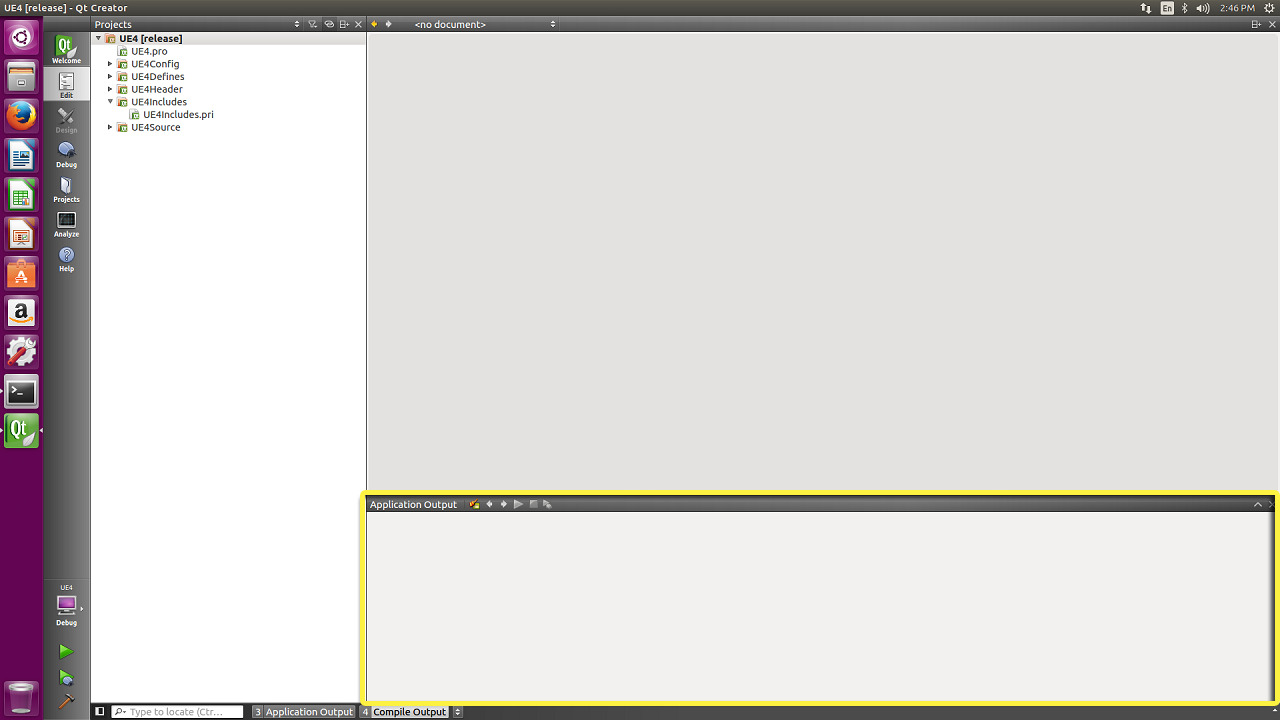 UE4 [release] - Qt Creator
En
2:46 PM
Projects
<no document>
Qt
Welcome
Edit
Design
Debug
Projects
Analyze
Help
UE4 [release]
UE4.pro
UE4Config
UE4Defines
UE4Header
UE4Includes
UE4Includes.pri
UE4Source
A
a
>_
Qt
Application Output
UE4
Debug
Type to locate (Ctr...
3 Application Output
4 Compile Output